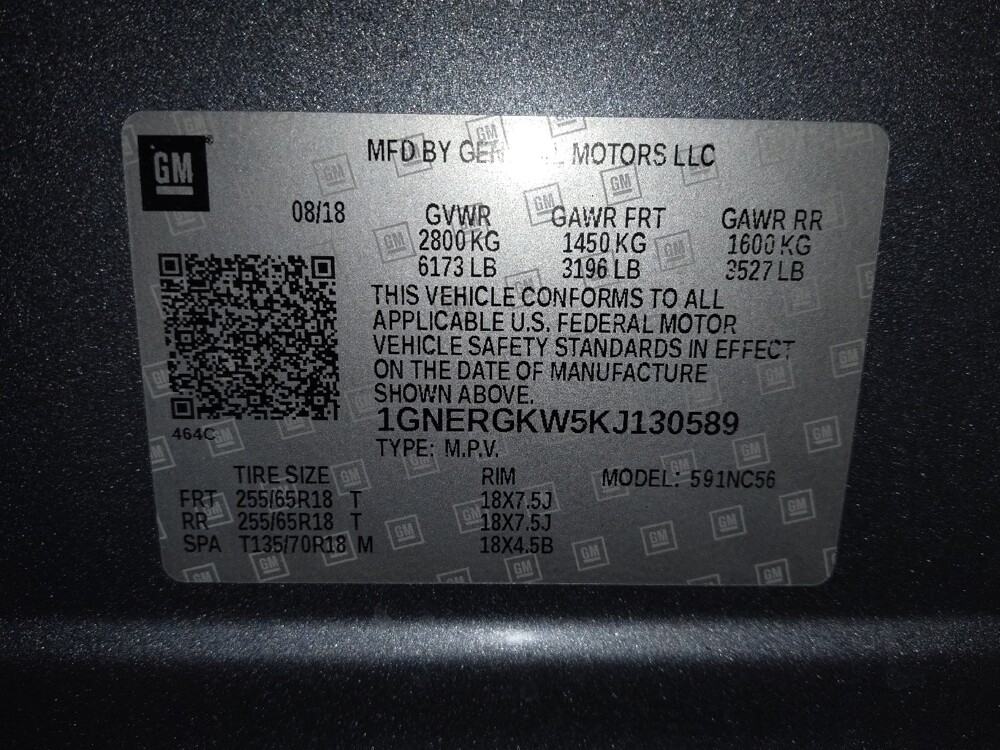 GM
MFD BY GENERAL MOTORS LLC
08/18 GVWR GAWR FRT GAWR RR
2800 KG 1450 KG 1600 KG
6173 LB 3196 LB 3527 LB
THIS VEHICLE CONFORMS TO ALL
APPLICABLE U.S. FEDERAL MOTOR
VEHICLE SAFETY STANDARDS IN EFFECT
ON THE DATE OF MANUFACTURE
SHOWN ABOVE.
1GNERGKW5KJ130589
464C
TYPE: M.P.V.
TIRE SIZE RIM MODEL: 591NC56
FRT 255/65R18 T 18X7.5J
RR 255/65R18 T 18X7.5J
SPA T135/70R18 M 18X4.5B